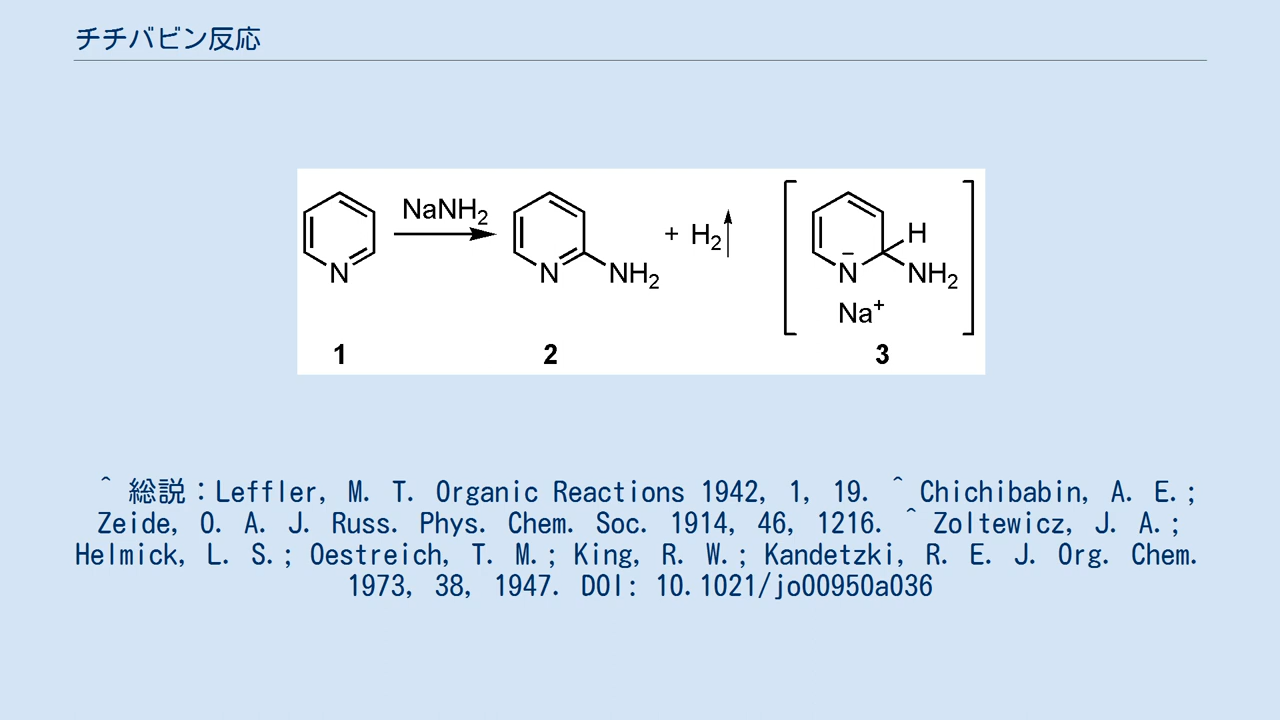 チチバビン反応
NaNH2
N
N
NH2
+ H2
H
N
NH2
−
Na+
1
2
3
^ 総説：Leffler, M. T. Organic Reactions 1942, 1, 19. ^ Chichibabin, A. E.;
Zeide, O. A. J. Russ. Phys. Chem. Soc. 1914, 46, 1216. ^ Zoltewicz, J. A.;
Helmick, L. S.; Oestreich, T. M.; King, R. W.; Kandetzki, R. E. J. Org. Chem.
1973, 38, 1947. DOI: 10.1021/jo00950a036